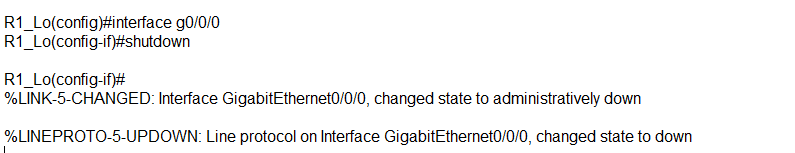 R1_Lo(config)#interface g0/0/0
R1_Lo(config-if)#shutdown
R1_Lo(config-if)#
%LINK-5-CHANGED: Interface GigabitEthernet0/0/0, changed state to administratively down
%LINEPROTO-5-UPDOWN: Line protocol on Interface GigabitEthernet0/0/0, changed state to down